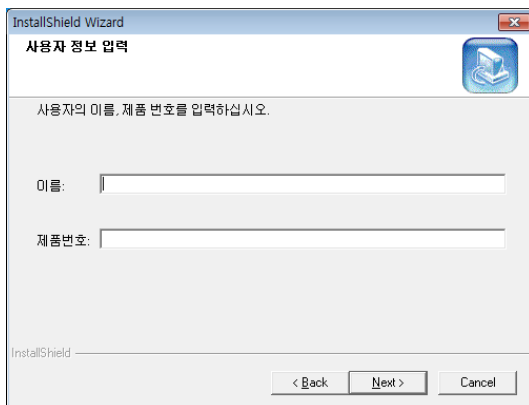 InstallShield Wizard
사용자 정보 입력
사용자의 이름, 제품 번호를 입력하십시오.
이름:
제품번호:
InstallShield
< Back
Next >
Cancel